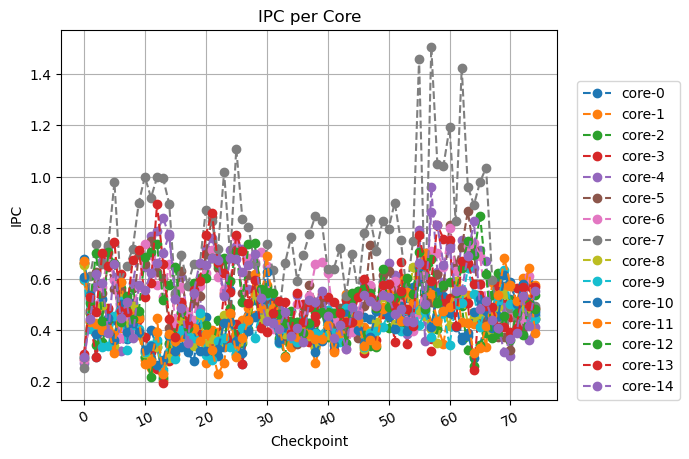 IPC per Core
IPC
1.4
1.2
1.0
0.8
0.6
0.4
0.2
0
10
20
30
40
50
60
70
Checkpoint
core-0
core-1
core-2
core-3
core-4
core-5
core-6
core-7
core-8
core-9
core-10
core-11
core-12
core-13
core-14